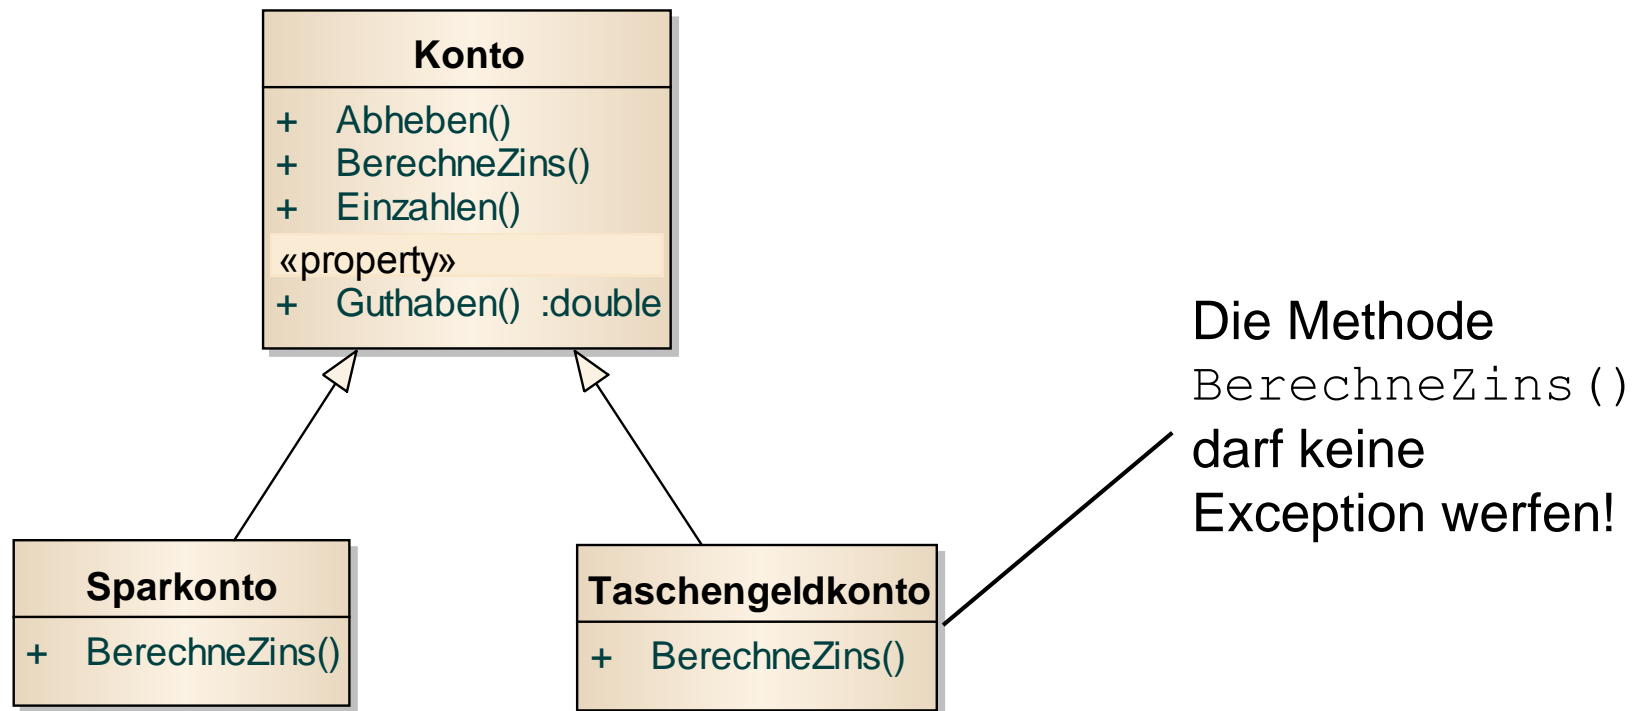 Konto
+ Abheben()
+ BerechneZins()
+ Einzahlen()
«property»
+ Guthaben() :double
Die Methode
BerechneZins()
darf keine
Exception werfen!
Sparkonto
+ BerechneZins()
Taschengeldkonto
+ BerechneZins()